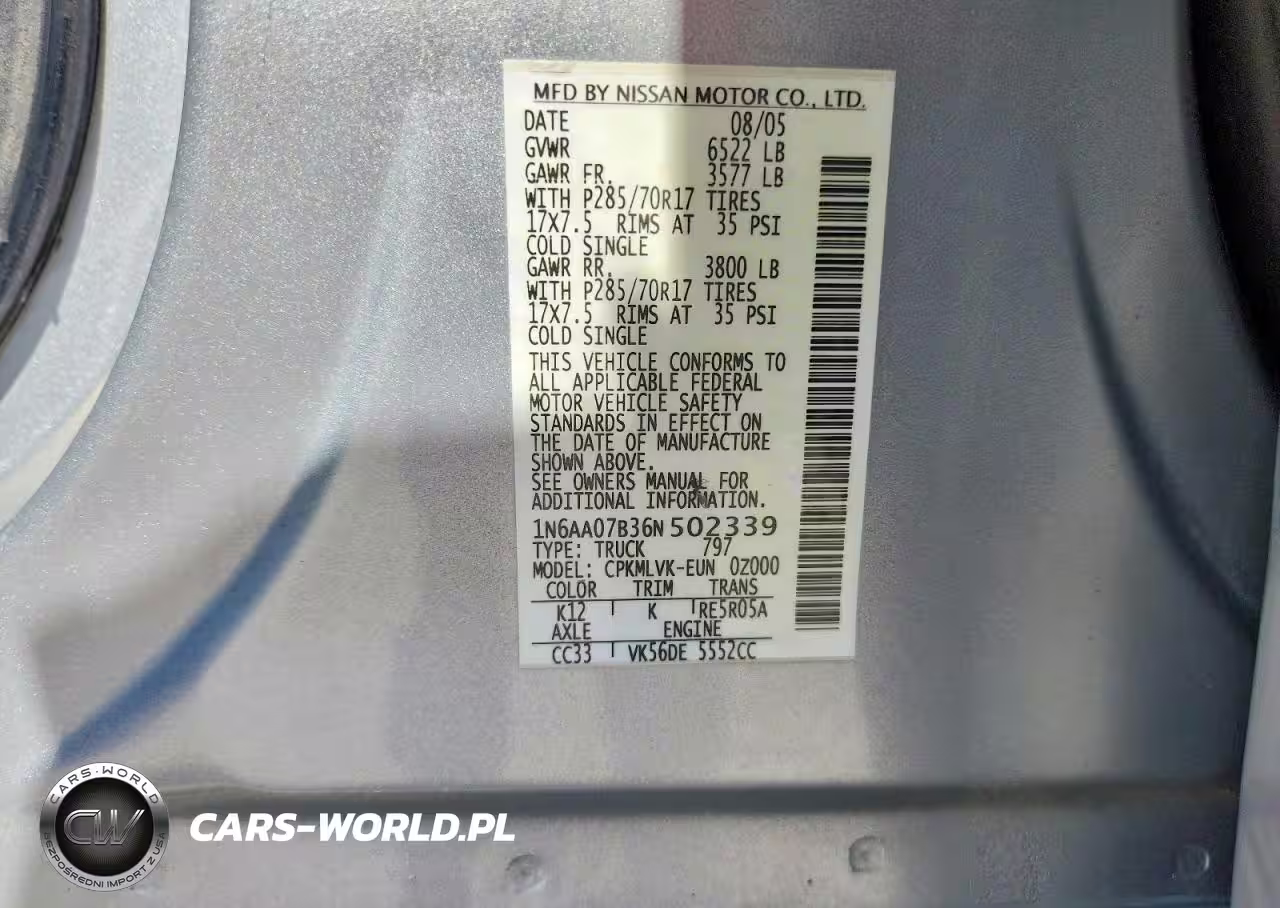 MFD BY NISSAN MOTOR CO., LTD.
DATE 08/05
GVWR 6522 LB
GAWR FR. 3577 LB
WITH P285/70R17 TIRES
17X7.5 RIMS AT 35 PSI
COLD SINGLE
GAWR RR. 3800 LB
WITH P285/70R17 TIRES
17X7.5 RIMS AT 35 PSI
COLD SINGLE
THIS VEHICLE CONFORMS TO
ALL APPLICABLE FEDERAL
MOTOR VEHICLE SAFETY
STANDARDS IN EFFECT ON
THE DATE OF MANUFACTURE
SHOWN ABOVE.
SEE OWNERS MANUAL FOR
ADDITIONAL INFORMATION.
1N6AA07B36N502339
TYPE: TRUCK 797
MODEL: CPKMLVK-EUN 0Z000
COLOR TRIM TRANS
K12 K RE5R05A
AXLE ENGINE
CC33 VK56DE 5552CC
CARS-WORLD
CW
BEZPOŚREDNI IMPORT Z USA
CARS-WORLD.PL